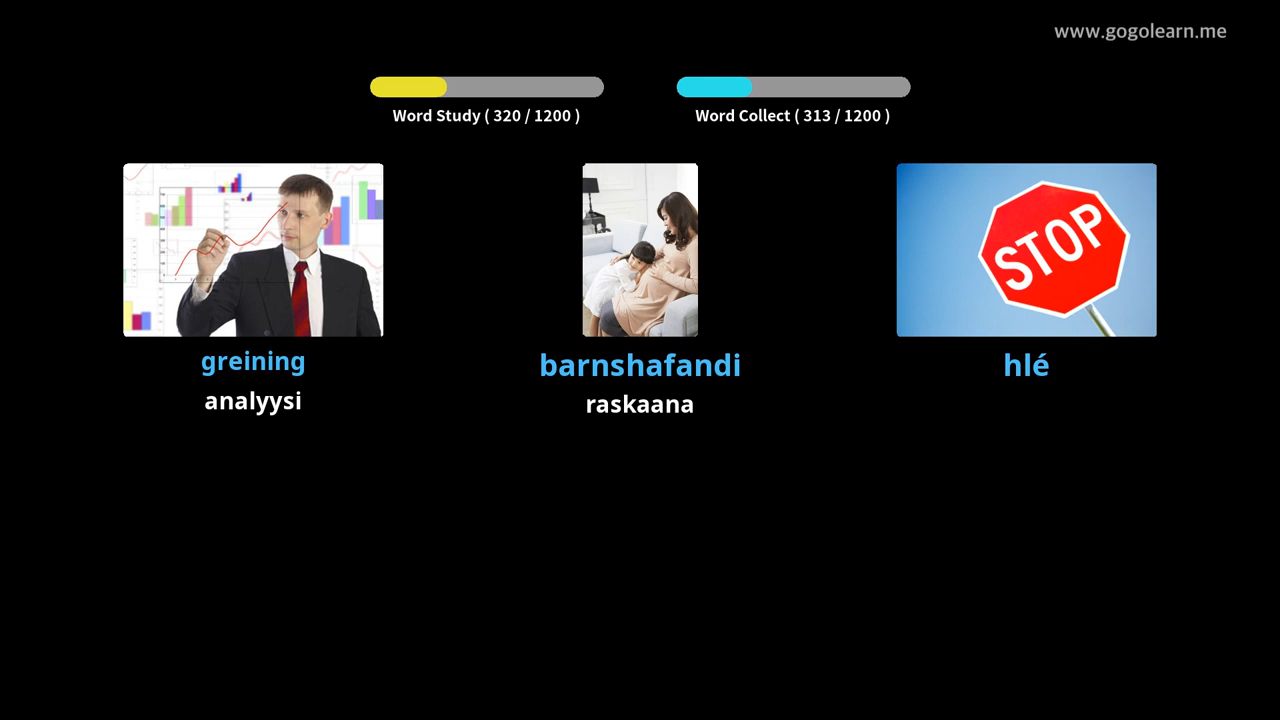 www.gogolearn.me
Word Study ( 320 / 1200 )
Word Collect ( 313 / 1200 )
STOP
greining
barnshafandi
hlé
analyysi
raskaana